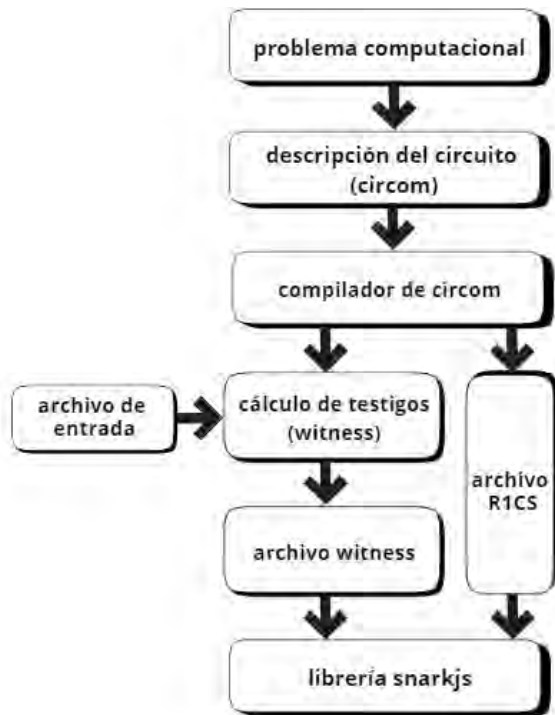 problema computacional
descripción del circuito
(circom)
compilador de circom
archivo de
entrada
cálculo de testigos
(witness)
archivo
R1CS
archivo witness
librería snarkjs